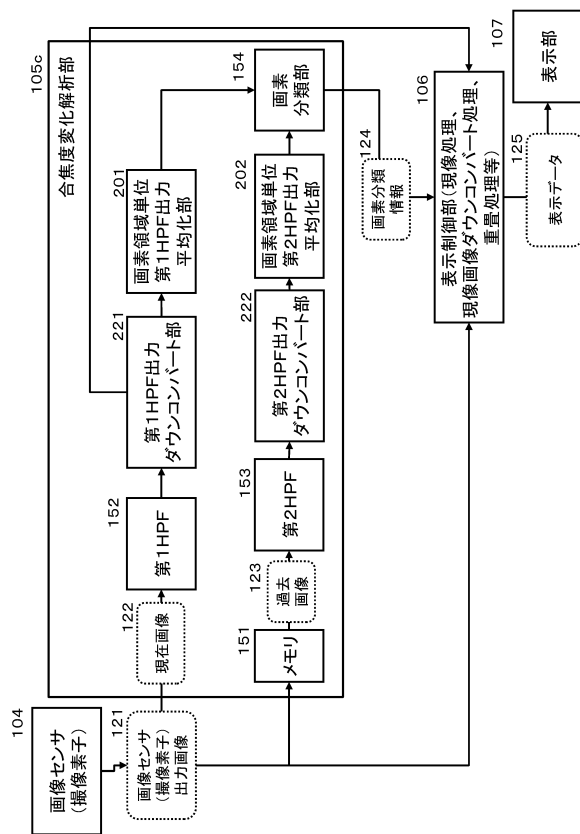 104
画像センサ
(撮像素子)
121
画像センサ
(撮像素子)
出力画像
105c
合焦度変化解析部
122
現在画像
152
第1HPF
221
第1HPF出力
ダウンコンバート部
201
画素領域単位
第1HPF出力
平均化部
151
メモリ
123
過去
画像
153
第2HPF
222
第2HPF出力
ダウンコンバート部
202
画素領域単位
第2HPF出力
平均化部
154
画素
分類部
124
画素分類
情報
106
表示制御部(現像処理、
現像画像ダウンコンバート処理、
重畳処理等)
125
表示データ
107
表示部